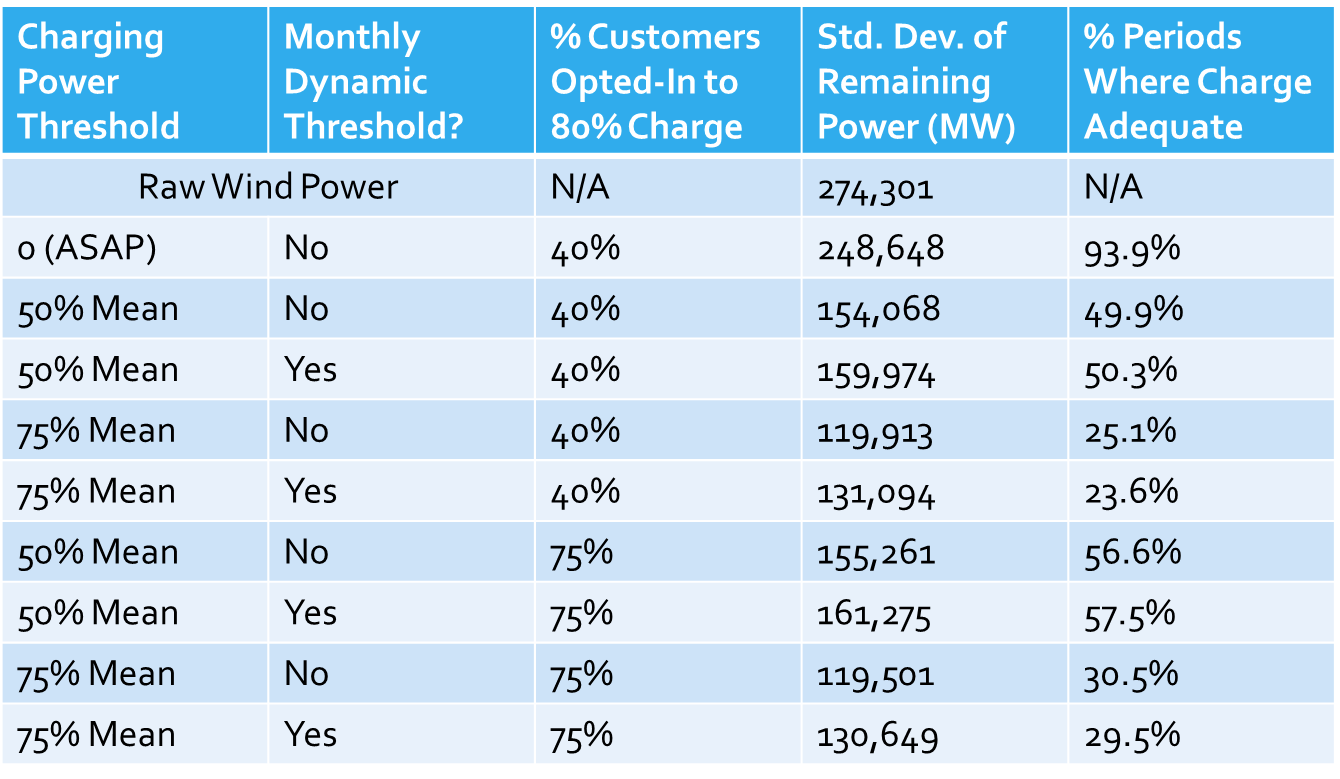 Charging Power Threshold | Monthly Dynamic Threshold? | % Customers Opted-In to 80% Charge | Std. Dev. of Remaining Power (MW) | % Periods Where Charge Adequate
Raw Wind Power | N/A | 274,301 | N/A
0 (ASAP) | No | 40% | 248,648 | 93.9%
50% Mean | No | 40% | 154,068 | 49.9%
50% Mean | Yes | 40% | 159,974 | 50.3%
75% Mean | No | 40% | 119,913 | 25.1%
75% Mean | Yes | 40% | 131,094 | 23.6%
50% Mean | No | 75% | 155,261 | 56.6%
50% Mean | Yes | 75% | 161,275 | 57.5%
75% Mean | No | 75% | 119,501 | 30.5%
75% Mean | Yes | 75% | 130,649 | 29.5%